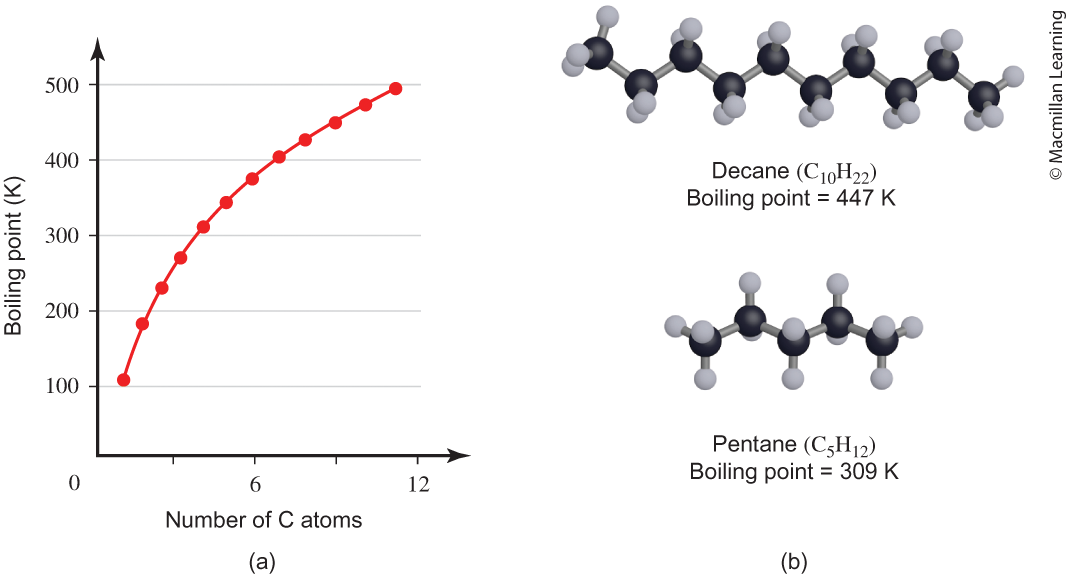 500
400
300
200
100
0
6
12
Boiling point (K)
Number of C atoms
(a)
Decane (C₁₀H₂₂)
Boiling point = 447 K
Pentane (C₅H₁₂)
Boiling point = 309 K
(b)
© Macmillan Learning